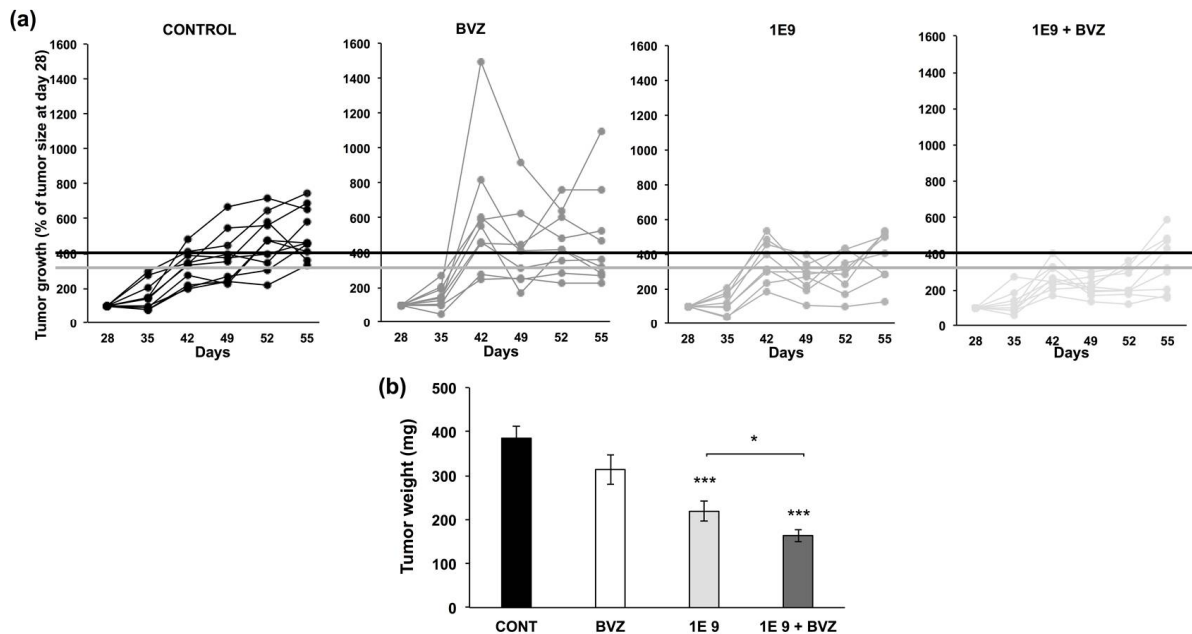 (a)
CONTROL
BVZ
1E9
1E9 + BVZ
Tumor growth (% of tumor size at day 28)
1600
1400
1200
1000
800
600
400
200
0
28 35 42 49 52 55
Days
1600
1400
1200
1000
800
600
400
200
0
28 35 42 49 52 55
Days
1600
1400
1200
1000
800
600
400
200
0
28 35 42 49 52 55
Days
1600
1400
1200
1000
800
600
400
200
0
28 35 42 49 52 55
Days
(b)
Tumor weight (mg)
500
400
300
200
100
0
*
***
***
CONT BVZ 1E 9 1E 9 + BVZ